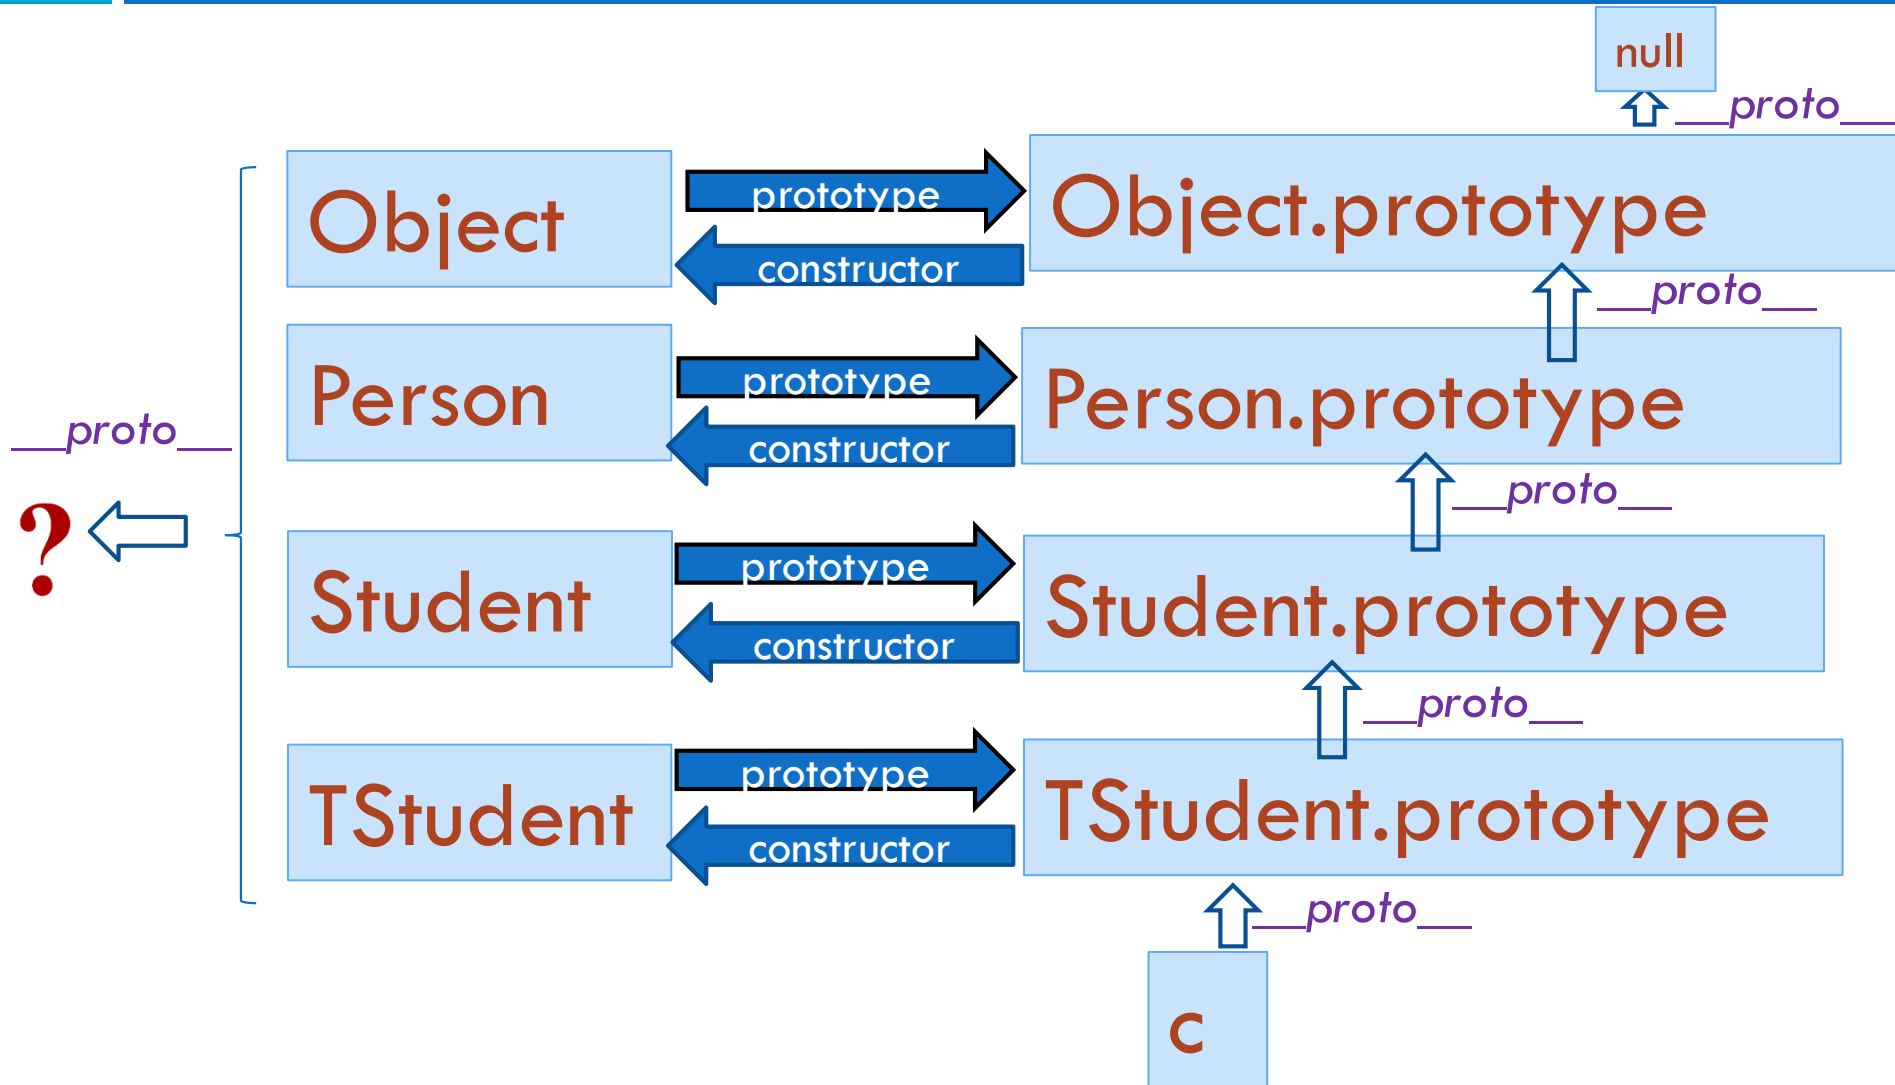 null
__proto__
Object
prototype
constructor
Object.prototype
__proto__
Person
prototype
constructor
Person.prototype
__proto__
?
__proto__
Student
prototype
constructor
Student.prototype
__proto__
TStudent
prototype
constructor
TStudent.prototype
__proto__
c